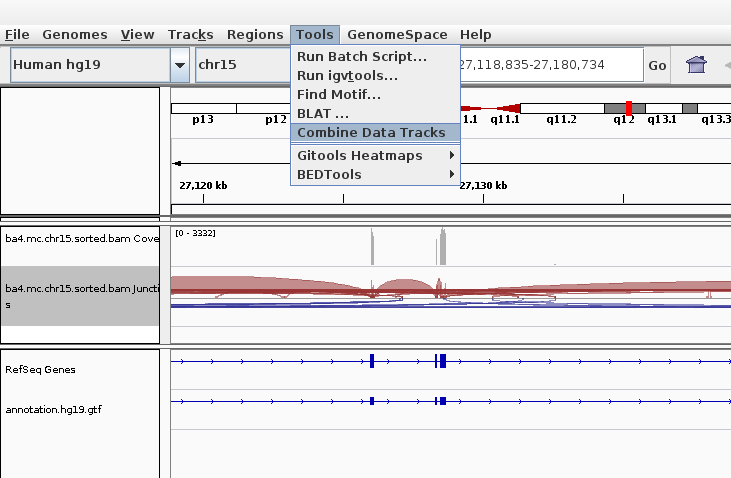 File Genomes View Tracks Regions Tools GenomeSpace Help
Human hg19 chr15 27,118,835-27,180,734 Go
Run Batch Script...
Run igvtools...
Find Motif...
BLAT ...
Combine Data Tracks
Gitools Heatmaps
BEDTools
p13 p12 1.1 q11.1 q11.2 q12 q13.1 q13.3
27,120 kb 27,130 kb
ba4.mc.chr15.sorted.bam Cove
[0 - 3332]
ba4.mc.chr15.sorted.bam Juncti
s
RefSeq Genes
annotation.hg19.gtf